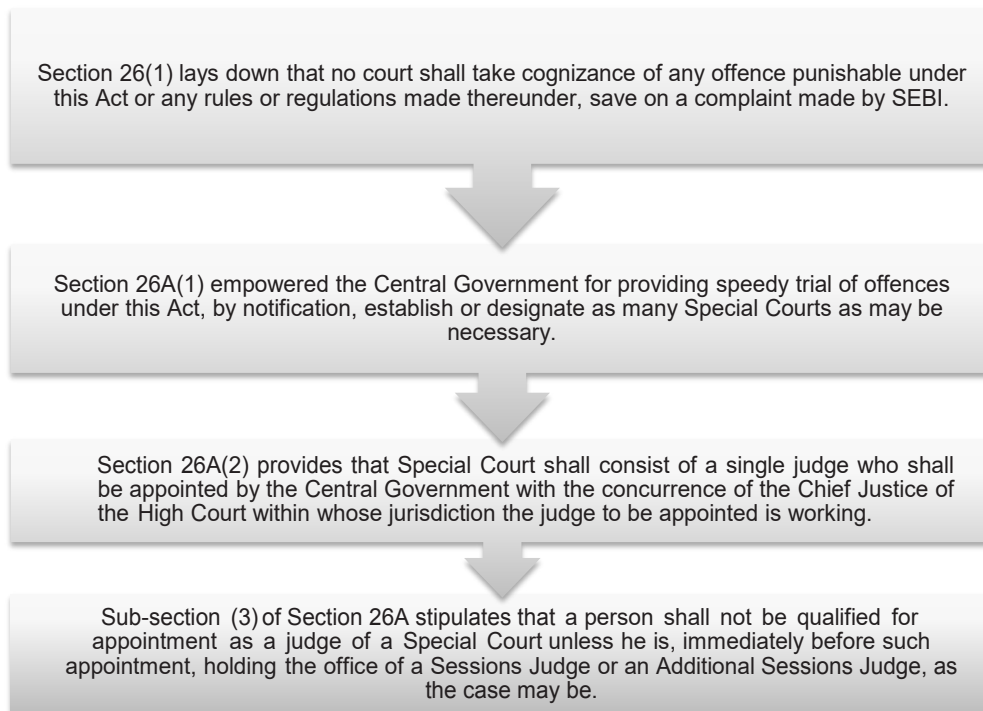 Section 26(1) lays down that no court shall take cognizance of any offence punishable under
this Act or any rules or regulations made thereunder, save on a complaint made by SEBI.
Section 26A(1) empowered the Central Government for providing speedy trial of offences
under this Act, by notification, establish or designate as many Special Courts as may be
necessary.
Section 26A(2) provides that Special Court shall consist of a single judge who shall
be appointed by the Central Government with the concurrence of the Chief Justice of
the High Court within whose jurisdiction the judge to be appointed is working.
Sub-section (3) of Section 26A stipulates that a person shall not be qualified for
appointment as a judge of a Special Court unless he is, immediately before such
appointment, holding the office of a Sessions Judge or an Additional Sessions Judge, as
the case may be.